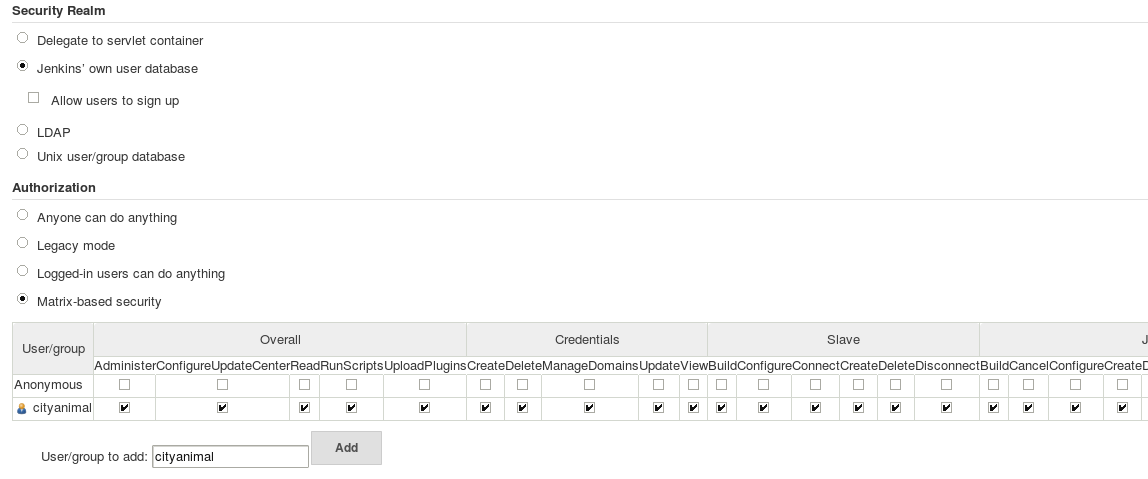 Security Realm
Delegate to servlet container
Jenkins' own user database
Allow users to sign up
LDAP
Unix user/group database
Authorization
Anyone can do anything
Legacy mode
Logged-in users can do anything
Matrix-based security
User/group Overall Credentials Slave J
Administer ConfigureUpdateCenter Read RunScripts UploadPlugins Create Delete ManageDomains Update View Build Configure Connect Create Delete Disconnect Build Cancel Configure Create D
Anonymous
cityanimal
User/group to add: cityanimal Add